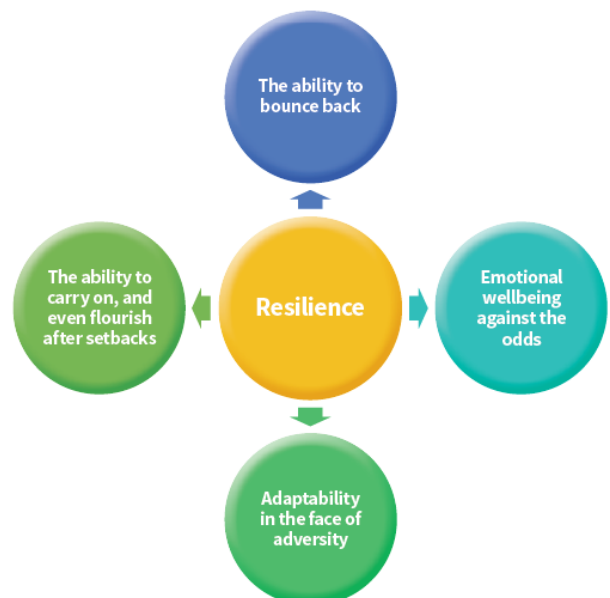 The ability to
bounce back
The ability to
carry on, and
even flourish
after setbacks
Resilience
Emotional
wellbeing
against the
odds
Adaptability
in the face of
adversity